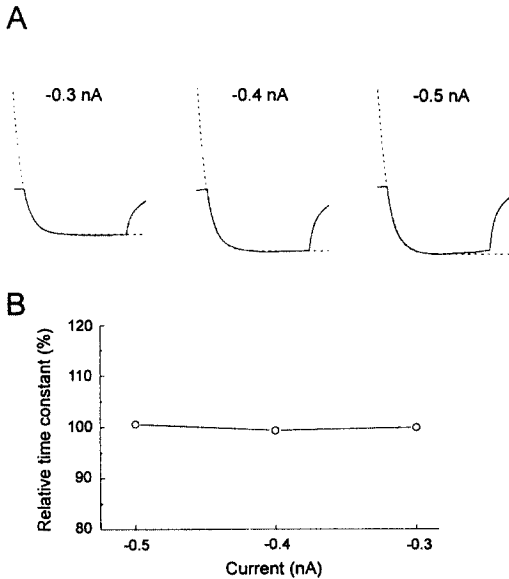 A
-0.3 nA
-0.4 nA
-0.5 nA
B
Relative time constant (%)
120
110
100
90
80
-0.5
-0.4
-0.3
Current (nA)